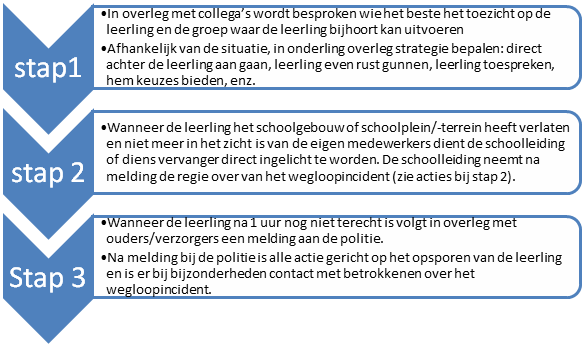 stap1
•In overleg met collega's wordt besproken wie het beste het toezicht op de
leerling en de groep waar de leerling bijhoort kan uitvoeren
•Afhankelijk van de situatie, in onderling overleg strategie bepalen: direct
achter de leerling aan gaan, leerling even rust gunnen, leerling toespreken,
hem keuzes bieden, enz.
stap 2
•Wanneer de leerling het schoolgebouw of schoolplein/-terrein heeft verlaten
en niet meer in het zicht is van de eigen medewerkers dient de schoolleiding
of diens vervanger direct ingelicht te worden. De schoolleiding neemt na
melding de regie over van het wegloopincident (zie acties bij stap 2).
Stap 3
•Wanneer de leerling na 1 uur nog niet terecht is volgt in overleg met
ouders/verzorgers een melding aan de politie.
•Na melding bij de politie is alle actie gericht op het opsporen van de leerling
en is er bij bijzonderheden contact met betrokkenen over het
wegloopincident.